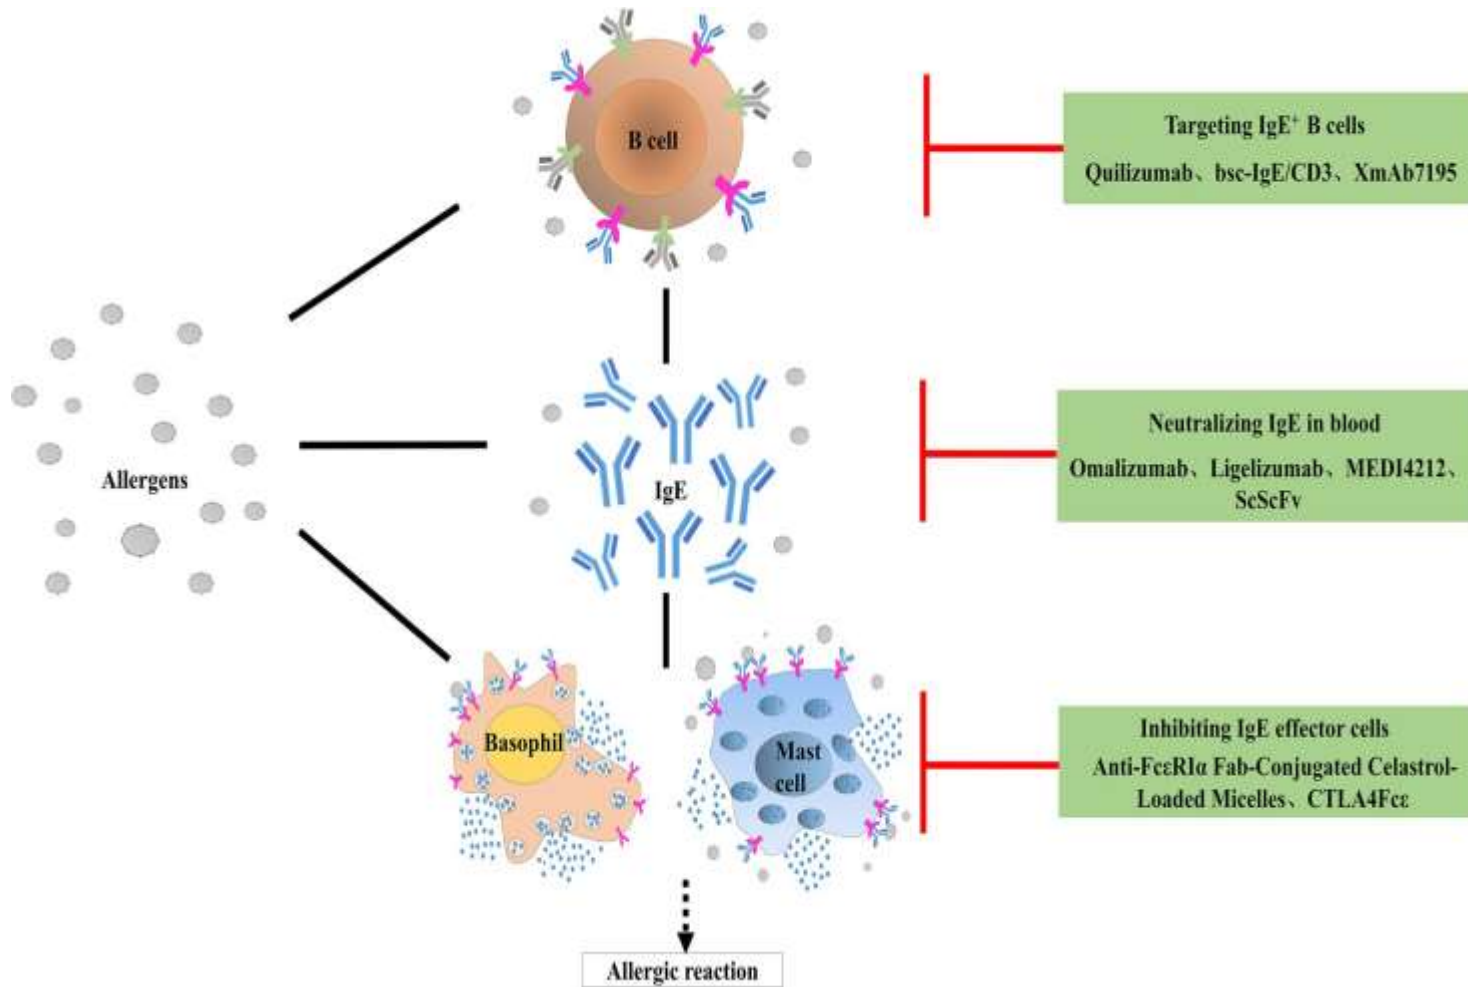 B cell
Targeting IgE⁺ B cells
Quilizumab、bsc-IgE/CD3、XmAb7195
Allergens
IgE
Neutralizing IgE in blood
Omalizumab、Ligelizumab、MEDI4212、
ScScFv
Basophil
Mast
cell
Inhibiting IgE effector cells
Anti-FcεRIα Fab-Conjugated Celastrol-
Loaded Micelles、CTLA4Fcε
Allergic reaction